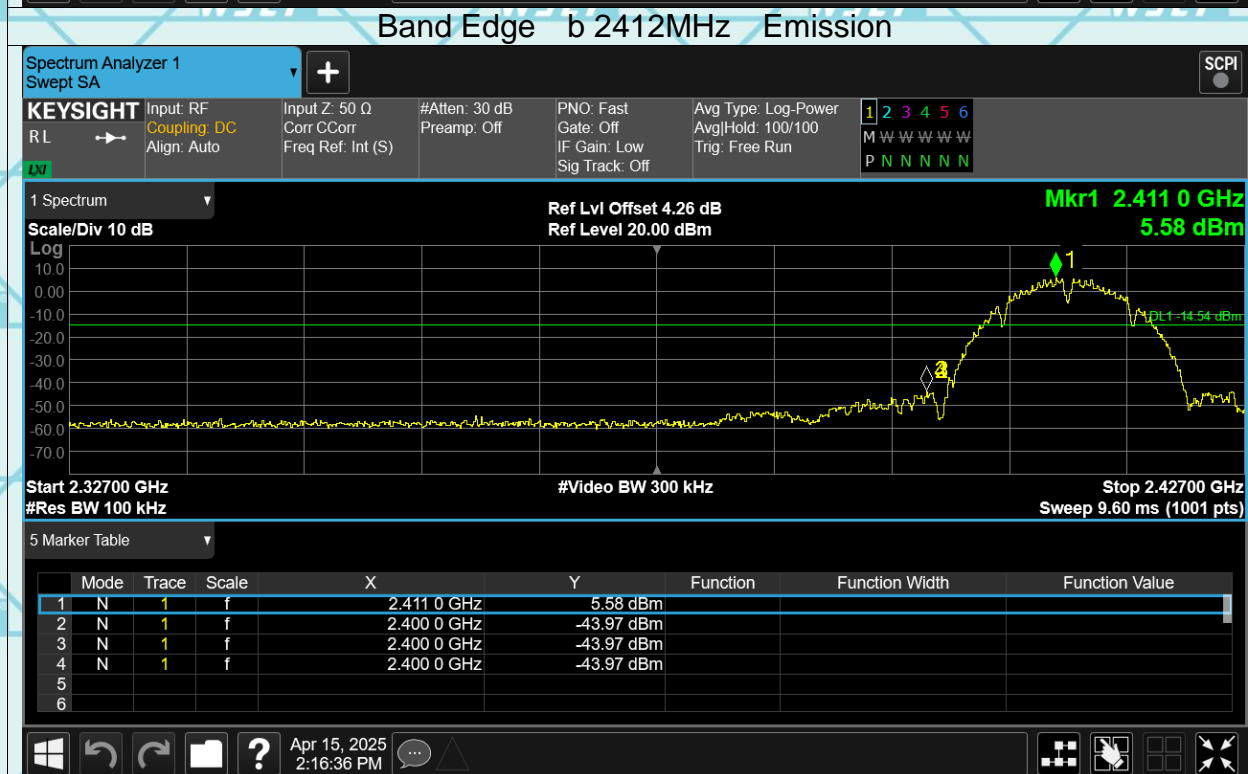 Band Edge b 2412MHz Emission
Spectrum Analyzer 1
Swept SA
+
SCPI
KEYSIGHT
RL
LXI
Input: RF
Coupling: DC
Align: Auto
Input Z: 50 Ω
Corr CCorr
Freq Ref: Int (S)
#Atten: 30 dB
Preamp: Off
PNO: Fast
Gate: Off
IF Gain: Low
Sig Track: Off
Avg Type: Log-Power
Avg|Hold: 100/100
Trig: Free Run
1 2 3 4 5 6
M W W W W W
P N N N N N
1 Spectrum
Scale/Div 10 dB
Ref Lvl Offset 4.26 dB
Ref Level 20.00 dBm
Mkr1 2.411 0 GHz
5.58 dBm
Log
10.0
0.00
-10.0
-20.0
-30.0
-40.0
-50.0
-60.0
-70.0
1
DL1 -14.54 dBm
Start 2.32700 GHz
#Res BW 100 kHz
#Video BW 300 kHz
Stop 2.42700 GHz
Sweep 9.60 ms (1001 pts)
5 Marker Table
Mode Trace Scale X Y Function Function Width Function Value
1 N 1 f 2.411 0 GHz 5.58 dBm
2 N 1 f 2.400 0 GHz -43.97 dBm
3 N 1 f 2.400 0 GHz -43.97 dBm
4 N 1 f 2.400 0 GHz -43.97 dBm
5
6
?
Apr 15, 2025
2:16:36 PM